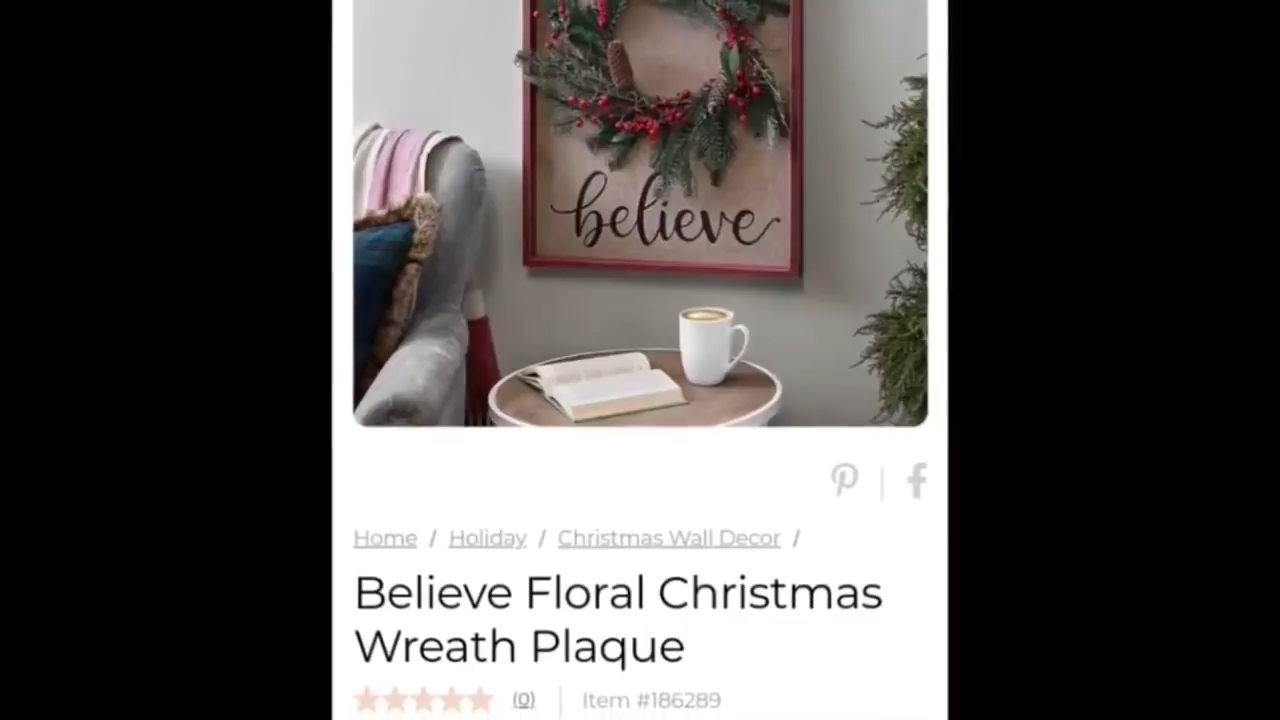 believe
Home / Holiday / Christmas Wall Decor /
Believe Floral Christmas
Wreath Plaque
(0) Item #186289